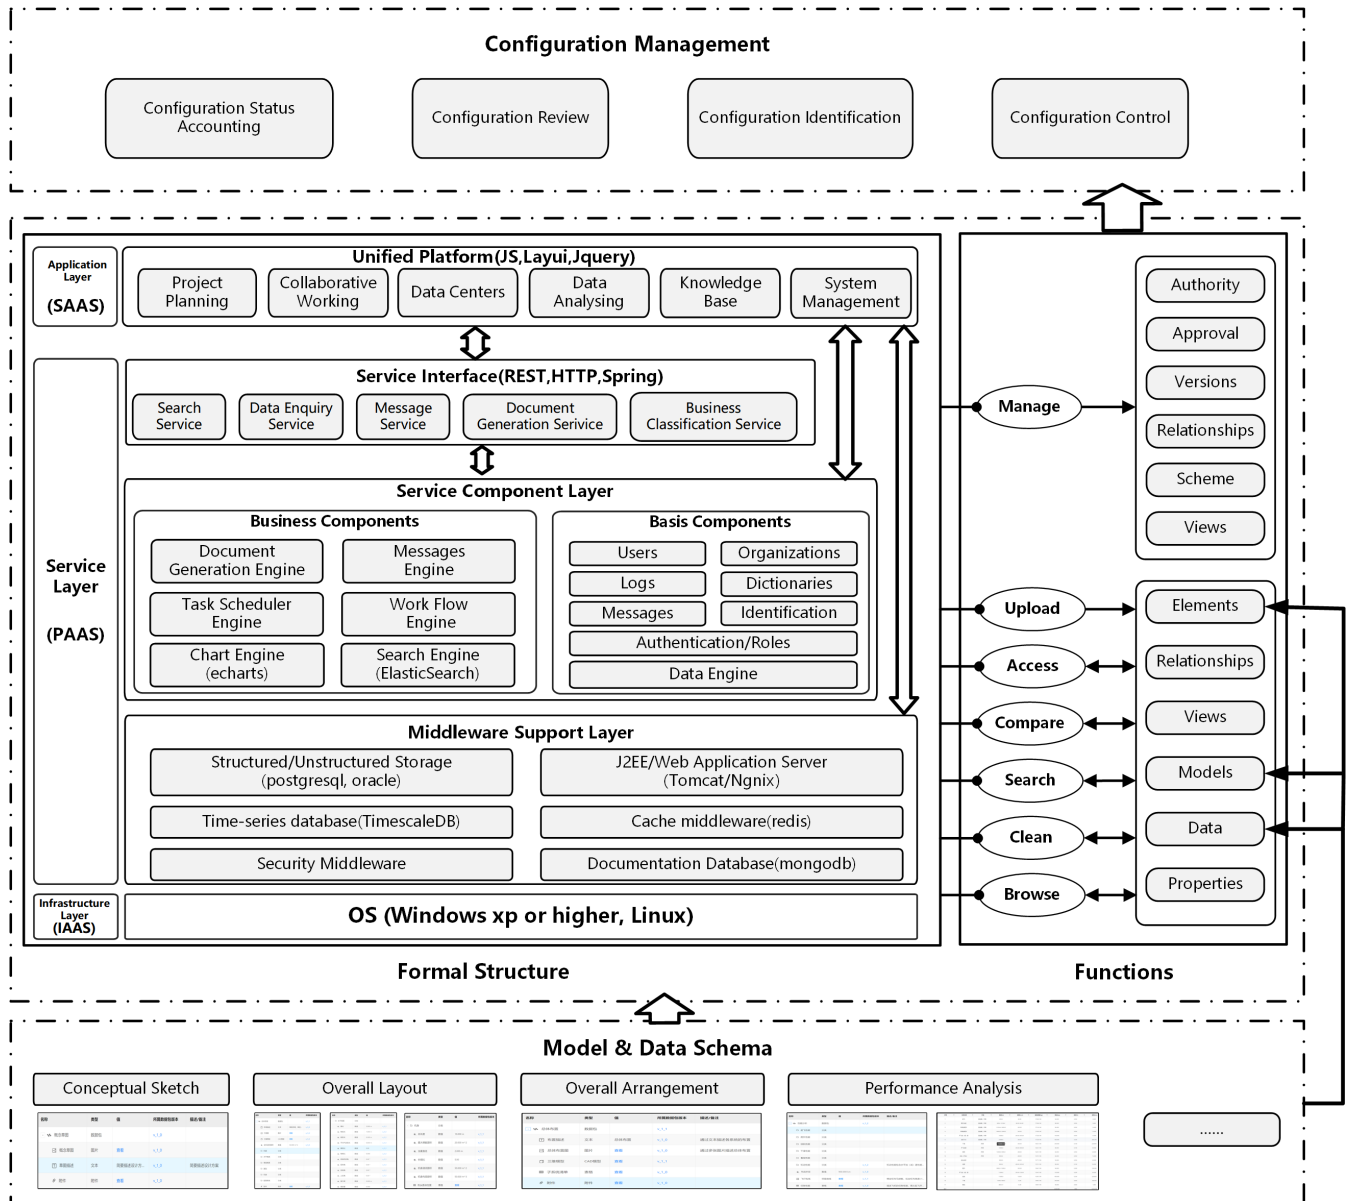 Configuration Management
Configuration Status
Accounting
Configuration Review
Configuration Identification
Configuration Control
Application
Layer
(SAAS)
Unified Platform(JS,Layui,Jquery)
Project
Planning
Collaborative
Working
Data Centers
Data
Analysing
Knowledge
Base
System
Management
Service
Layer
(PAAS)
Service Interface(REST,HTTP,Spring)
Search
Service
Data Enquiry
Service
Message
Service
Document
Generation Serivice
Business
Classification Service
Service Component Layer
Business Components
Document
Generation Engine
Messages
Engine
Task Scheduler
Engine
Work Flow
Engine
Chart Engine
(echarts)
Search Engine
(ElasticSearch)
Basis Components
Users
Organizations
Logs
Dictionaries
Messages
Identification
Authentication/Roles
Data Engine
Middleware Support Layer
Structured/Unstructured Storage
(postgresql, oracle)
J2EE/Web Application Server
(Tomcat/Ngnix)
Time-series database(TimescaleDB)
Cache middleware(redis)
Security Middleware
Documentation Database(mongodb)
Infrastructure
Layer
(IAAS)
OS (Windows xp or higher, Linux)
Formal Structure
Manage
Upload
Access
Compare
Search
Clean
Browse
Authority
Approval
Versions
Relationships
Scheme
Views
Elements
Relationships
Views
Models
Data
Properties
Functions
Model & Data Schema
Conceptual Sketch
Overall Layout
Overall Arrangement
Performance Analysis
......